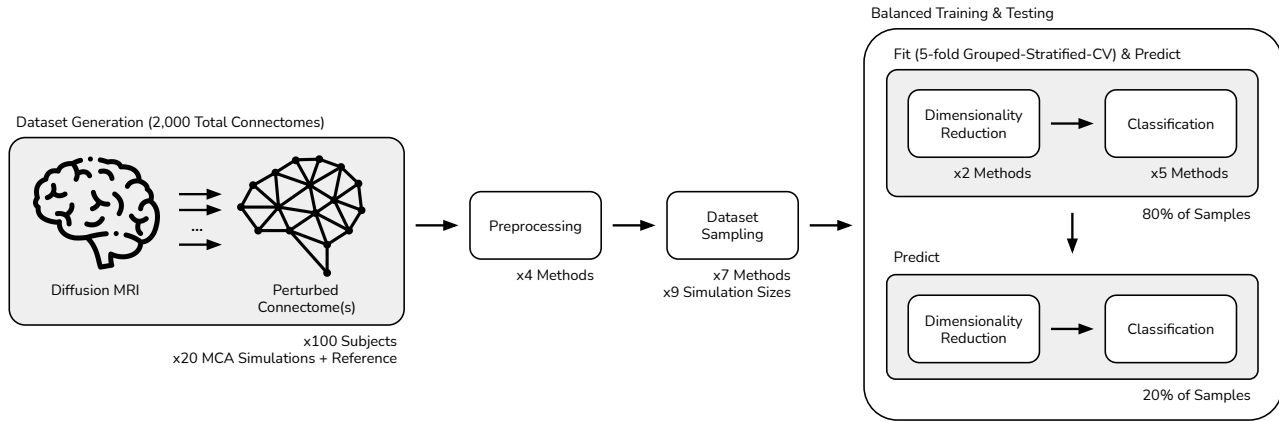 Dataset Generation (2,000 Total Connectomes)
...
Diffusion MRI
Perturbed
Connectome(s)
x100 Subjects
x20 MCA Simulations + Reference
Preprocessing
x4 Methods
Dataset
Sampling
x7 Methods
x9 Simulation Sizes
Balanced Training & Testing
Fit (5-fold Grouped-Stratified-CV) & Predict
Dimensionality
Reduction
x2 Methods
Classification
x5 Methods
80% of Samples
Predict
Dimensionality
Reduction
Classification
20% of Samples